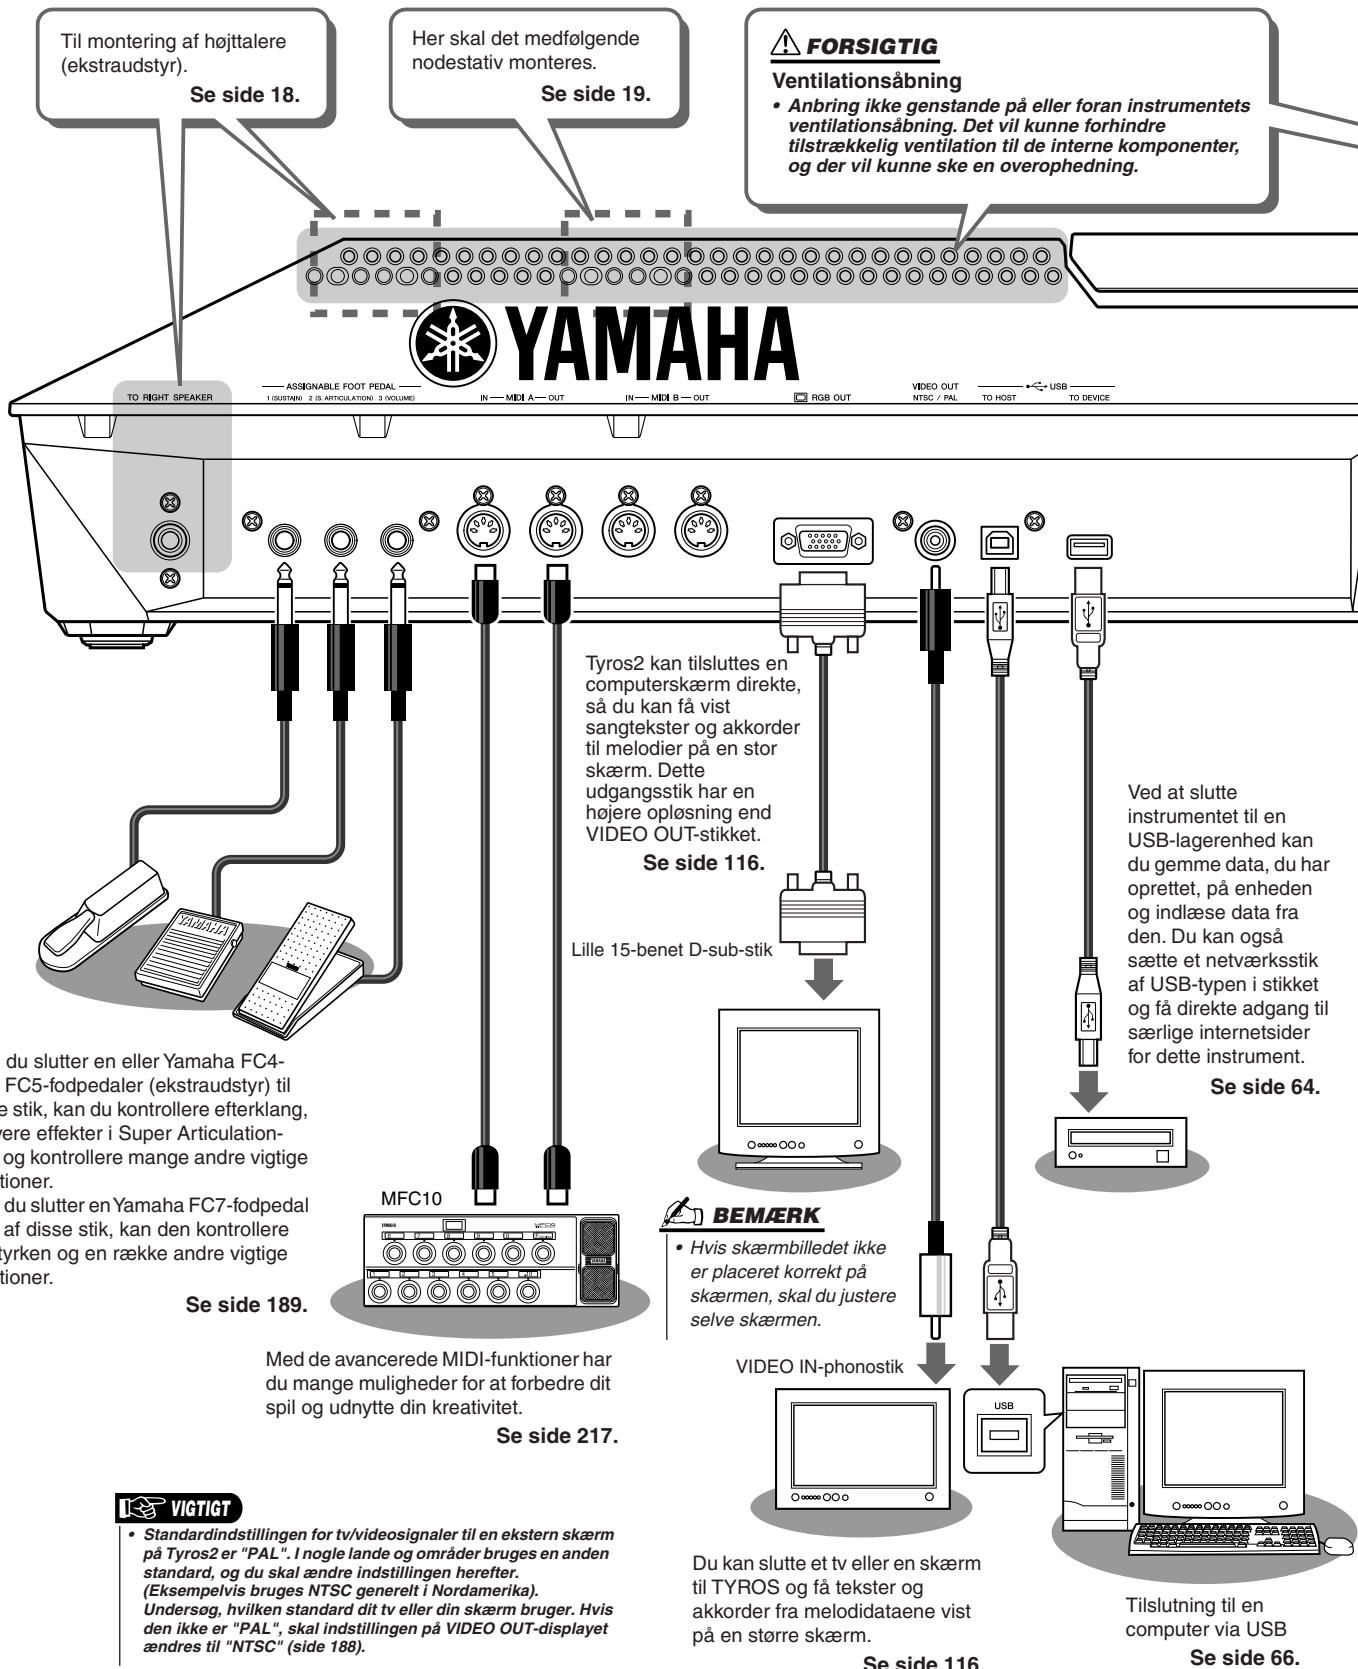 Til montering af højttalere
(ekstraudstyr).
Se side 18.
Her skal det medfølgende
nodestativ monteres.
Se side 19.
FORSIGTIG
Ventilationsåbning
• Anbring ikke genstande på eller foran instrumentets
ventilationsåbning. Det vil kunne forhindre
tilstrækkelig ventilation til de interne komponenter,
og der vil kunne ske en overophedning.
YAMAHA
TO RIGHT SPEAKER
ASSIGNABLE FOOT PEDAL
1 (SUSTAIN) 2 (S. ARTICULATION) 3 (VOLUME)
IN — MIDI A — OUT
IN — MIDI B — OUT
RGB OUT
VIDEO OUT
NTSC / PAL
USB
TO HOST
TO DEVICE
Tyros2 kan tilsluttes en
computerskærm direkte,
så du kan få vist
sangtekster og akkorder
til melodier på en stor
skærm. Dette
udgangsstik har en
højere opløsning end
VIDEO OUT-stikket.
Se side 116.
Lille 15-benet D-sub-stik
Ved at slutte
instrumentet til en
USB-lagerenhed kan
du gemme data, du har
oprettet, på enheden
og indlæse data fra
den. Du kan også
sætte et netværksstik
af USB-typen i stikket
og få direkte adgang til
særlige internetsider
for dette instrument.
Se side 64.
YAMAHA
du slutter en eller Yamaha FC4-
FC5-fodpedaler (ekstraudstyr) til
e stik, kan du kontrollere efterklang,
vere effekter i Super Articulation-
og kontrollere mange andre vigtige
tioner.
du slutter en Yamaha FC7-fodpedal
af disse stik, kan den kontrollere
tyrken og en række andre vigtige
tioner.
Se side 189.
MFC10
YAMAHA
Med de avancerede MIDI-funktioner har
du mange muligheder for at forbedre dit
spil og udnytte din kreativitet.
Se side 217.
BEMÆRK
• Hvis skærmbilledet ikke
er placeret korrekt på
skærmen, skal du justere
selve skærmen.
VIDEO IN-phonostik
USB
VIGTIGT
• Standardindstillingen for tv/videosignaler til en ekstern skærm
på Tyros2 er "PAL". I nogle lande og områder bruges en anden
standard, og du skal ændre indstillingen herefter.
(Eksempelvis bruges NTSC generelt i Nordamerika).
Undersøg, hvilken standard dit tv eller din skærm bruger. Hvis
den ikke er "PAL", skal indstillingen på VIDEO OUT-displayet
ændres til "NTSC" (side 188).
Du kan slutte et tv eller en skærm
til TYROS og få tekster og
akkorder fra melodidataene vist
på en større skærm.
Se side 116.
Tilslutning til en
computer via USB
Se side 66.